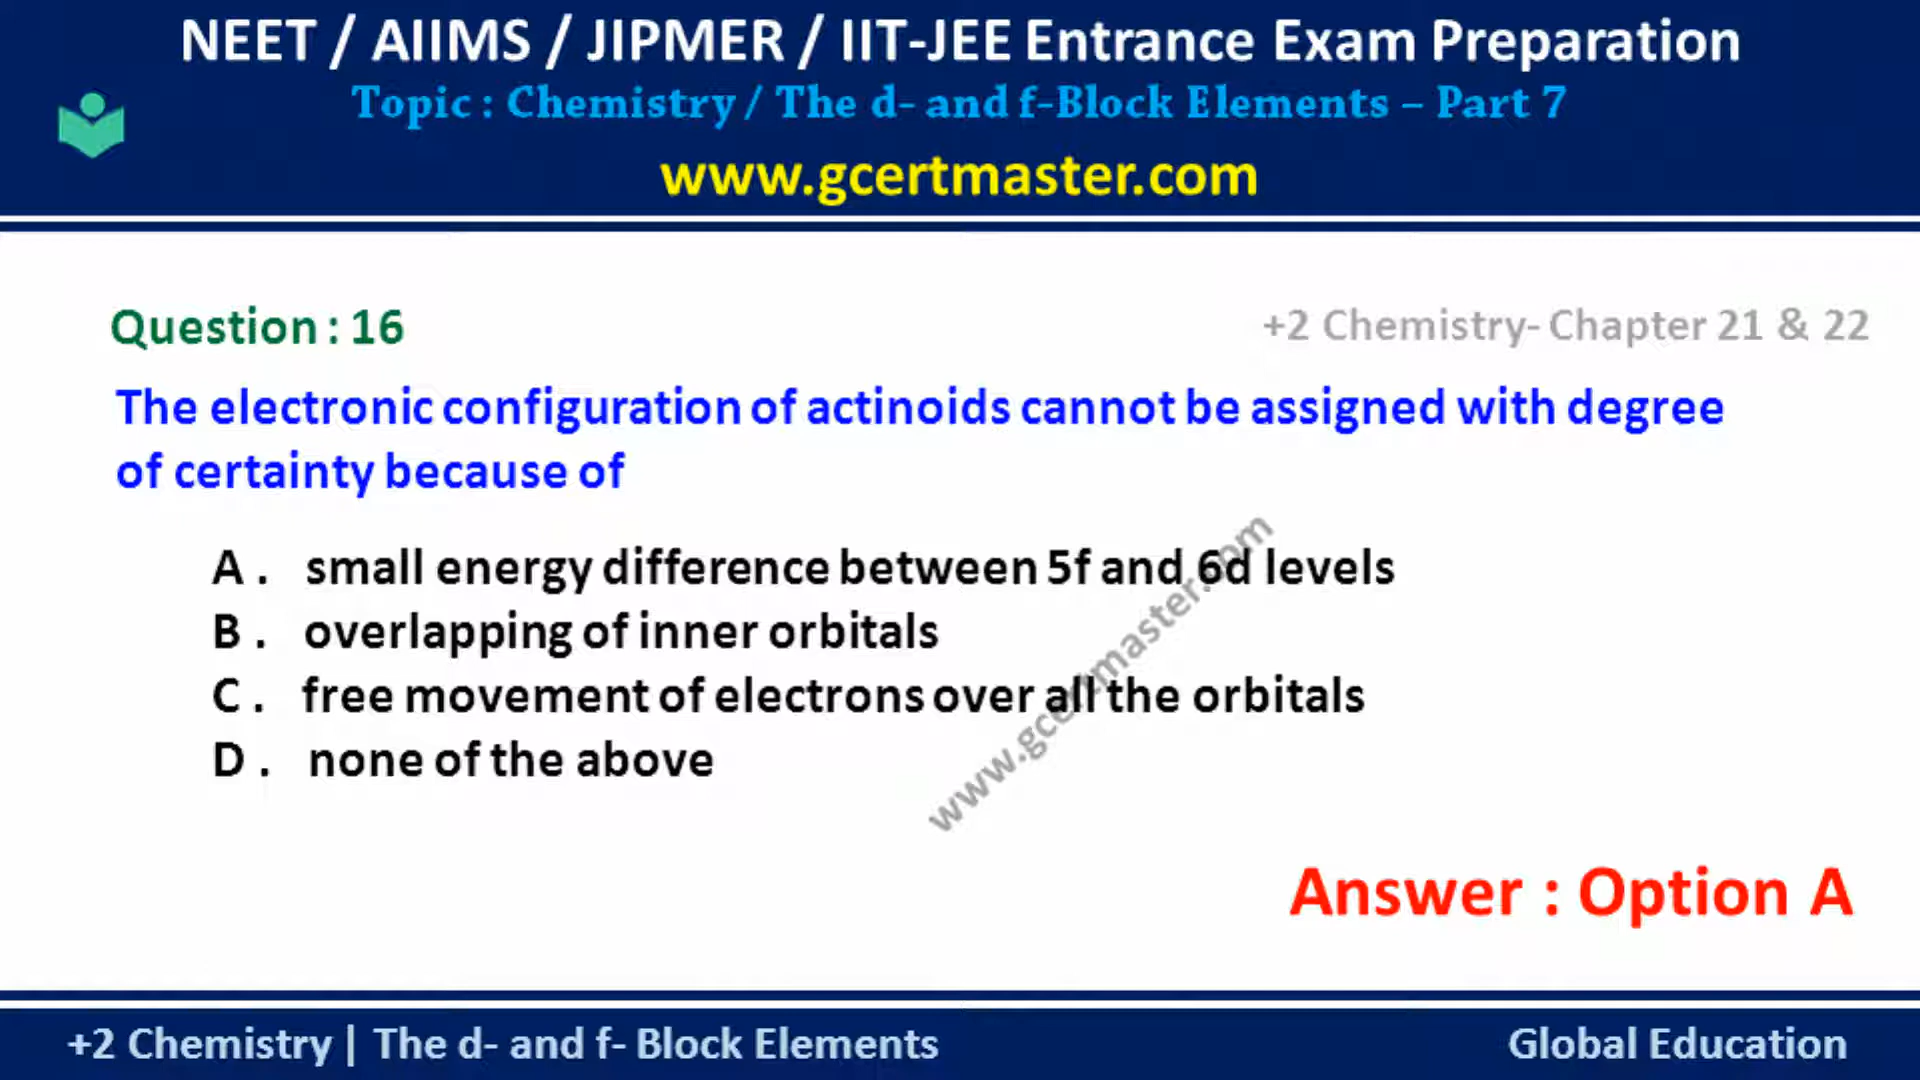 NEET / AIIMS / JIPMER / IIT-JEE Entrance Exam Preparation
Topic : Chemistry / The d- and f-Block Elements – Part 7
www.gcertmaster.com
Question : 16
+2 Chemistry- Chapter 21 & 22
The electronic configuration of actinoids cannot be assigned with degree
of certainty because of
A . small energy difference between 5f and 6d levels
B . overlapping of inner orbitals
C . free movement of electrons over all the orbitals
D . none of the above
www.gcertmaster.com
Answer : Option A
+2 Chemistry | The d- and f- Block Elements
Global Education